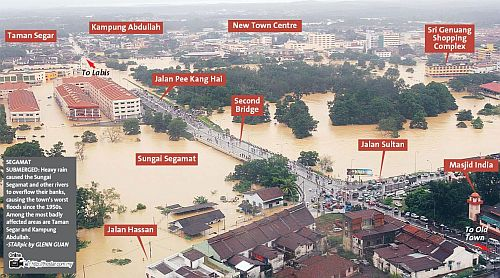 Taman Segar
Kampung Abdullah
New Town Centre
Sri Genuang
Shopping
Complex
To Labis
Jalan Pee Kang Hai
Second
Bridge
Sungai Segamat
Jalan Sultan
Masjid India
SEGAMAT
SUBMERGED: Heavy rain
caused the Sungai
Segamat and other rivers
to overflow their banks,
causing the town's worst
floods since the 1950s.
Among the most badly
affected areas are Taman
Segar and Kampung
Abdullah.
-STARpic by GLENN GUAN
Jalan Hassan
To Old
Town